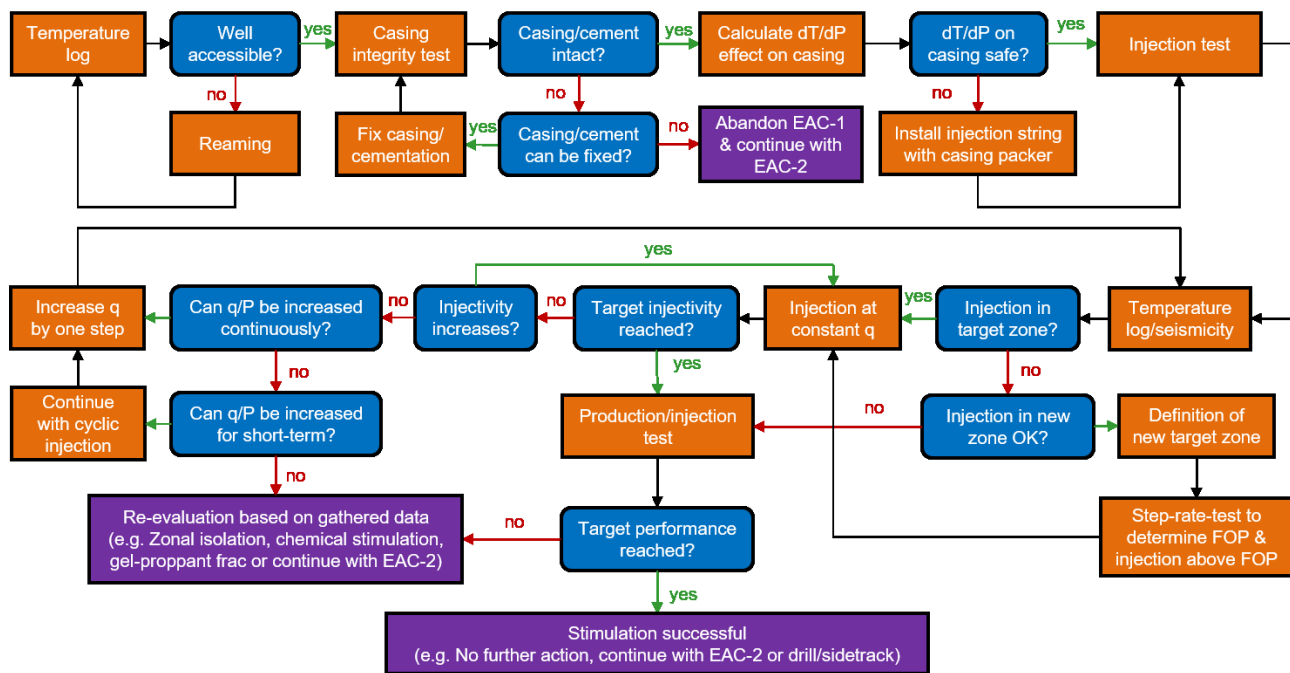 Temperature
log
Well
accessible?
yes
no
Reaming
Casing
integrity test
Casing/cement
intact?
yes
no
Fix casing/
cementation
yes
Casing/cement
can be fixed?
no
Abandon EAC-1
& continue with
EAC-2
Calculate dT/dP
effect on casing
dT/dP on
casing safe?
yes
no
Install injection string
with casing packer
Injection test
yes
Increase q
by one step
Can q/P be increased
continuously?
no
Injectivity
increases?
no
Target injectivity
reached?
Injection at
constant q
yes
Injection in
target zone?
Temperature
log/seismicity
no
yes
no
Continue
with cyclic
injection
Can q/P be increased
for short-term?
Production/injection
test
no
Injection in new
zone OK?
Definition of
new target zone
no
Re-evaluation based on gathered data
(e.g. Zonal isolation, chemical stimulation,
gel-proppant frac or continue with EAC-2)
no
Target performance
reached?
Step-rate-test to
determine FOP &
injection above FOP
yes
Stimulation successful
(e.g. No further action, continue with EAC-2 or drill/sidetrack)